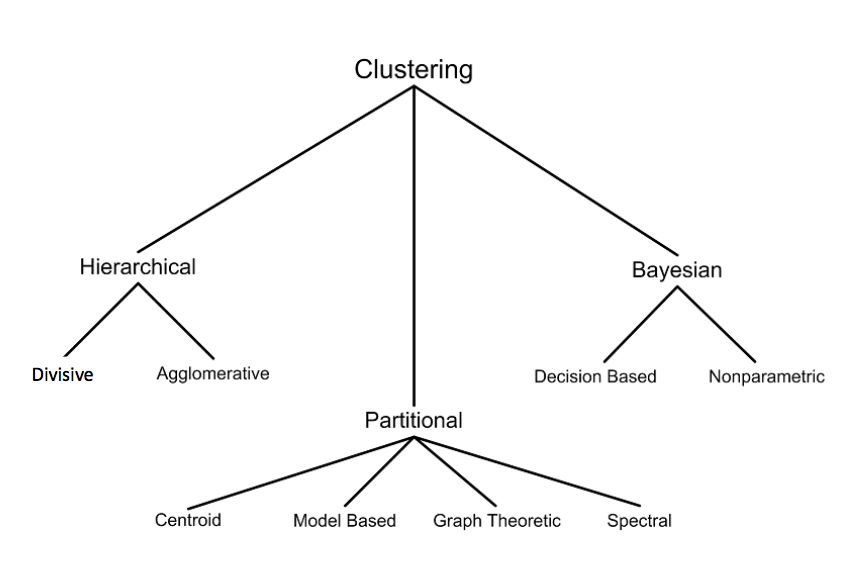 Clustering
Hierarchical
Bayesian
Divisive
Agglomerative
Decision Based
Nonparametric
Partitional
Centroid
Model Based
Graph Theoretic
Spectral